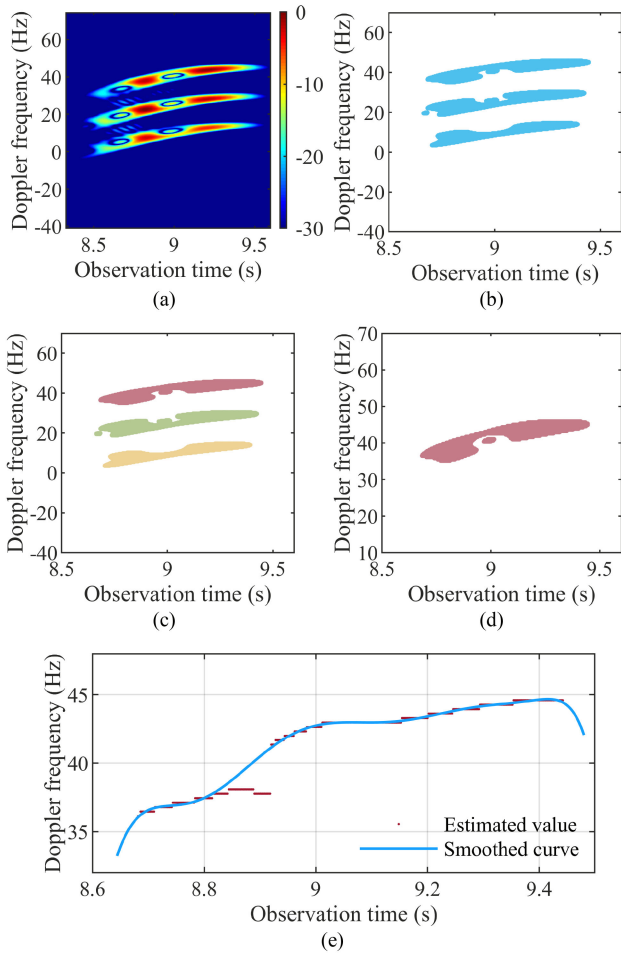 Doppler frequency (Hz)
60
40
20
0
-20
-40
8.5
9
9.5
0
-10
-20
-30
Observation time (s)
(a)
Doppler frequency (Hz)
60
40
20
0
-20
-40
8.5
9
9.5
Observation time (s)
(b)
Doppler frequency (Hz)
60
40
20
0
-20
-40
8.5
9
9.5
Observation time (s)
(c)
Doppler frequency (Hz)
70
60
50
40
30
20
10
8.5
9
9.5
Observation time (s)
(d)
Doppler frequency (Hz)
45
40
35
8.6
8.8
9
9.2
9.4
Estimated value
Smoothed curve
Observation time (s)
(e)